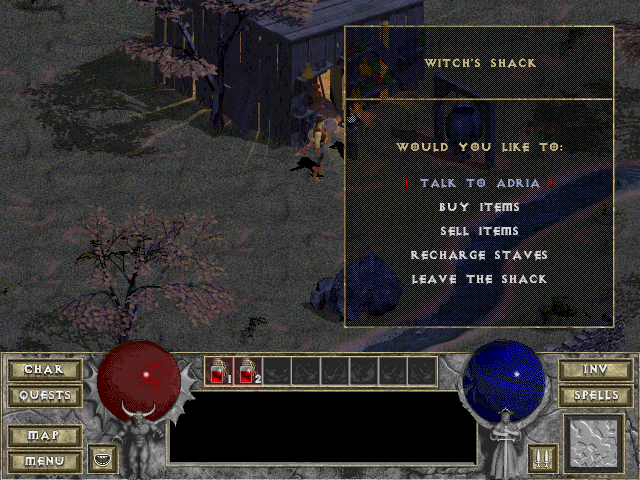 WITCH'S SHACK
WOULD YOU LIKE TO:
TALK TO ADRIA
BUY ITEMS
SELL ITEMS
RECHARGE STAVES
LEAVE THE SHACK
CHAR
QUESTS
MAP
MENU
1 2
INV
SPELLS